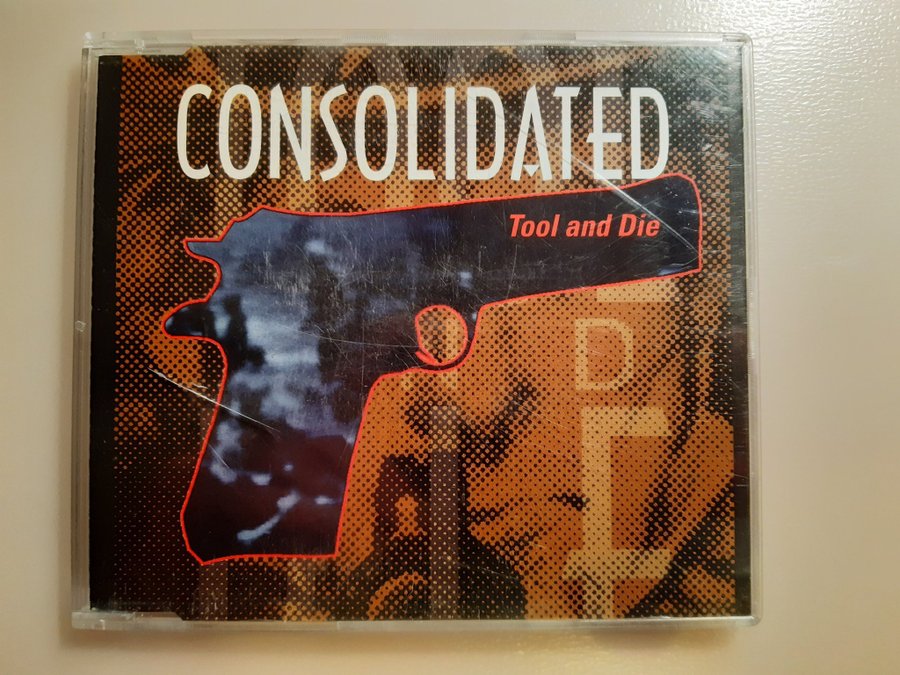 CONSOLIDATED
Tool and Die
D